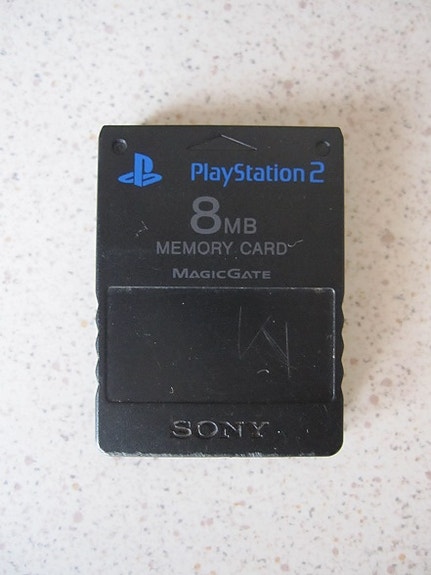 PlayStation 2
8MB
MEMORY CARD
MAGICGATE
SONY